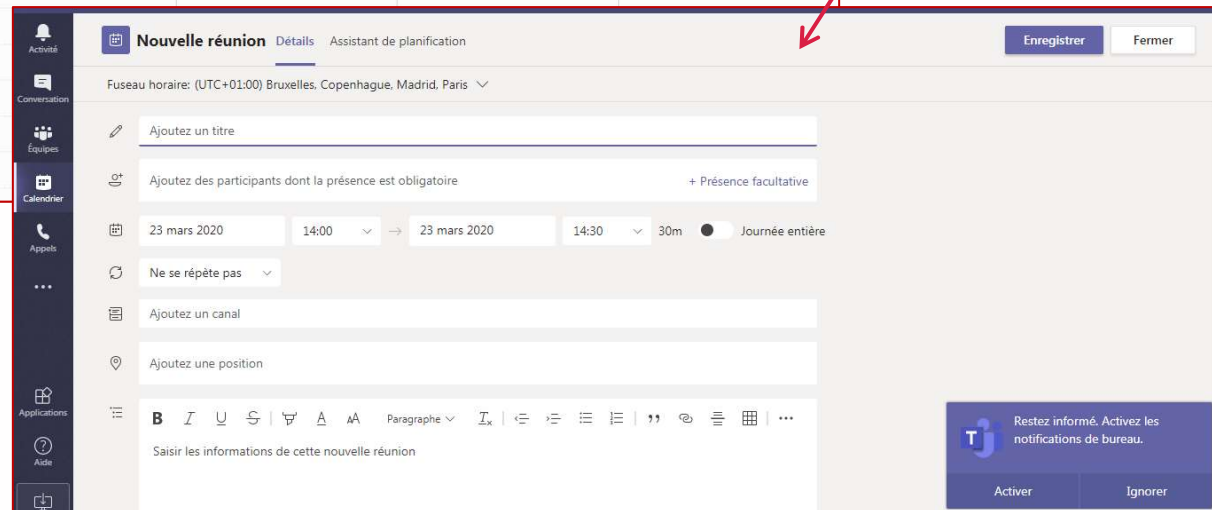 Activité
Conversation
Équipes
Calendrier
Appels
Applications
Aide
Nouvelle réunion Détails Assistant de planification
Enregistrer Fermer
Fuseau horaire: (UTC+01:00) Bruxelles, Copenhague, Madrid, Paris
Ajoutez un titre
Ajoutez des participants dont la présence est obligatoire + Présence facultative
23 mars 2020 14:00 → 23 mars 2020 14:30 30m Journée entière
Ne se répète pas
Ajoutez un canal
Ajoutez une position
B I U S A AA Paragraphe
Saisir les informations de cette nouvelle réunion
Restez informé. Activez les
notifications de bureau.
Activer Ignorer